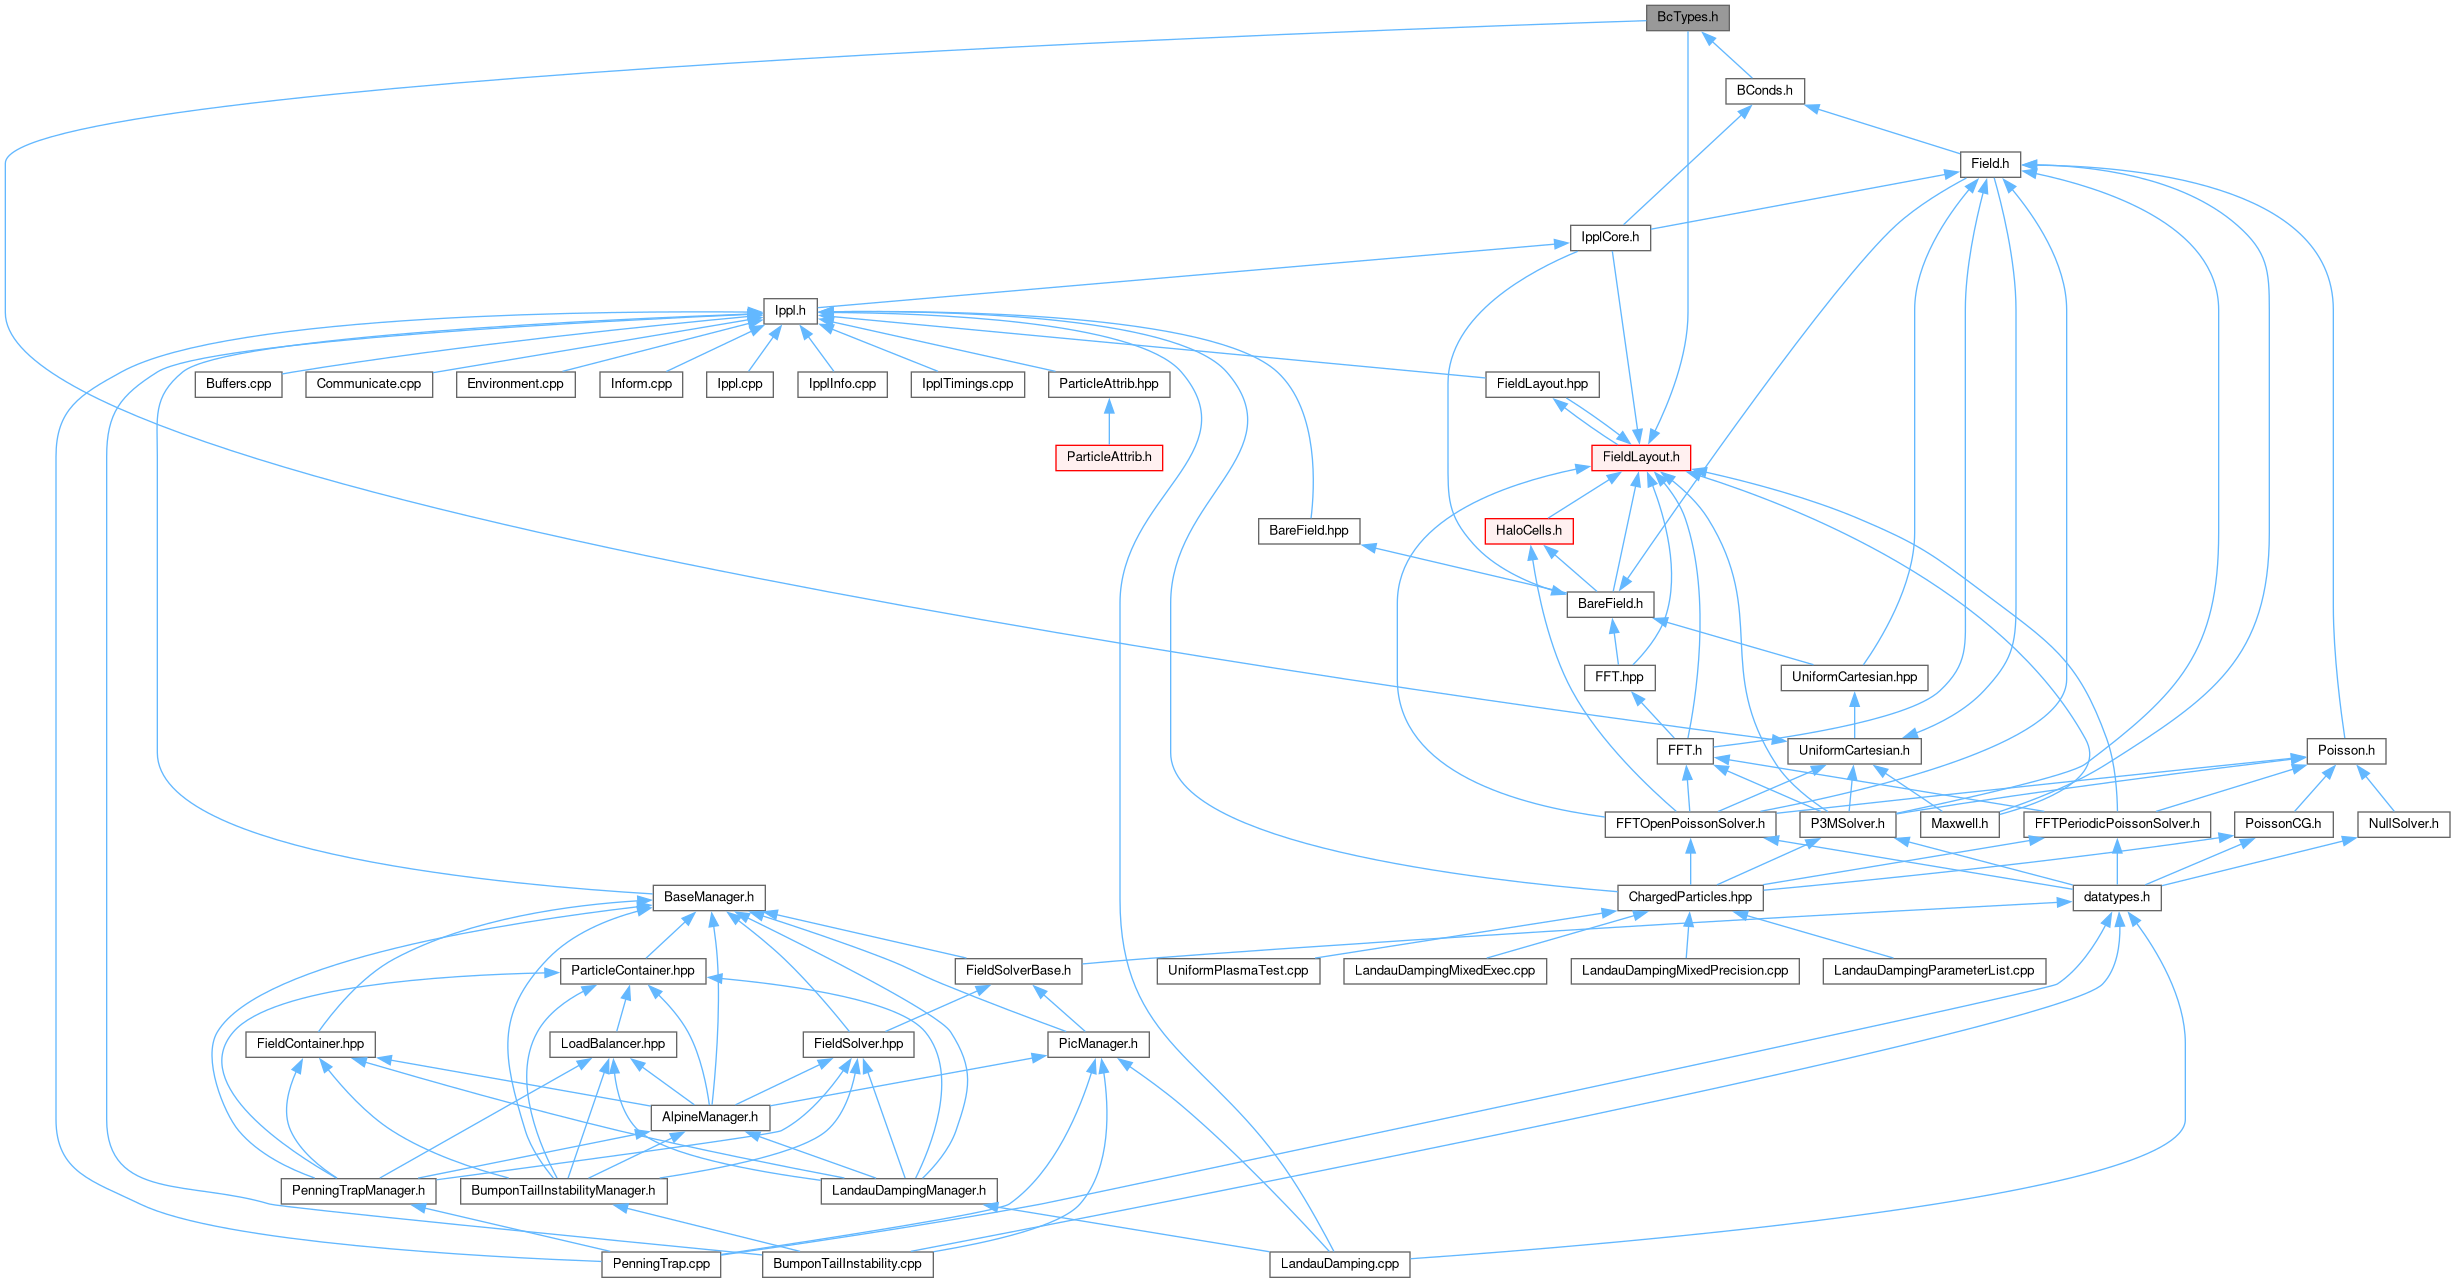 BcTypes.h
BConds.h
Field.h
IpplCore.h
Ippl.h
Buffers.cpp
Communicate.cpp
Environment.cpp
Inform.cpp
Ippl.cpp
IpplInfo.cpp
IpplTimings.cpp
ParticleAttrib.hpp
FieldLayout.hpp
ParticleAttrib.h
FieldLayout.h
BareField.hpp
HaloCells.h
BareField.h
FFT.hpp
UniformCartesian.hpp
FFT.h
UniformCartesian.h
Poisson.h
FFTOpenPoissonSolver.h
P3MSolver.h
Maxwell.h
FFTPeriodicPoissonSolver.h
PoissonCG.h
NullSolver.h
BaseManager.h
ChargedParticles.hpp
datatypes.h
ParticleContainer.hpp
FieldSolverBase.h
UniformPlasmaTest.cpp
LandauDampingMixedExec.cpp
LandauDampingMixedPrecision.cpp
LandauDampingParameterList.cpp
FieldContainer.hpp
LoadBalancer.hpp
FieldSolver.hpp
PicManager.h
AlpineManager.h
PenningTrapManager.h
BumponTailInstabilityManager.h
LandauDampingManager.h
PenningTrap.cpp
BumponTailInstability.cpp
LandauDamping.cpp